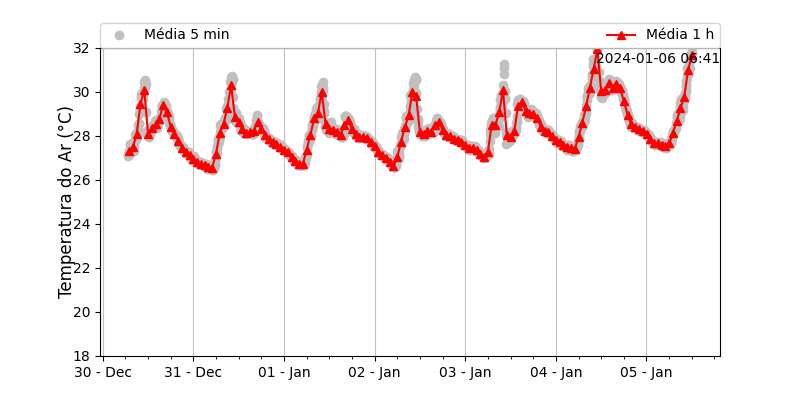 Média 5 min
Média 1 h
2024-01-06 06:41
Temperatura do Ar (°C)
32
30
28
26
24
22
20
18
30 - Dec
31 - Dec
01 - Jan
02 - Jan
03 - Jan
04 - Jan
05 - Jan